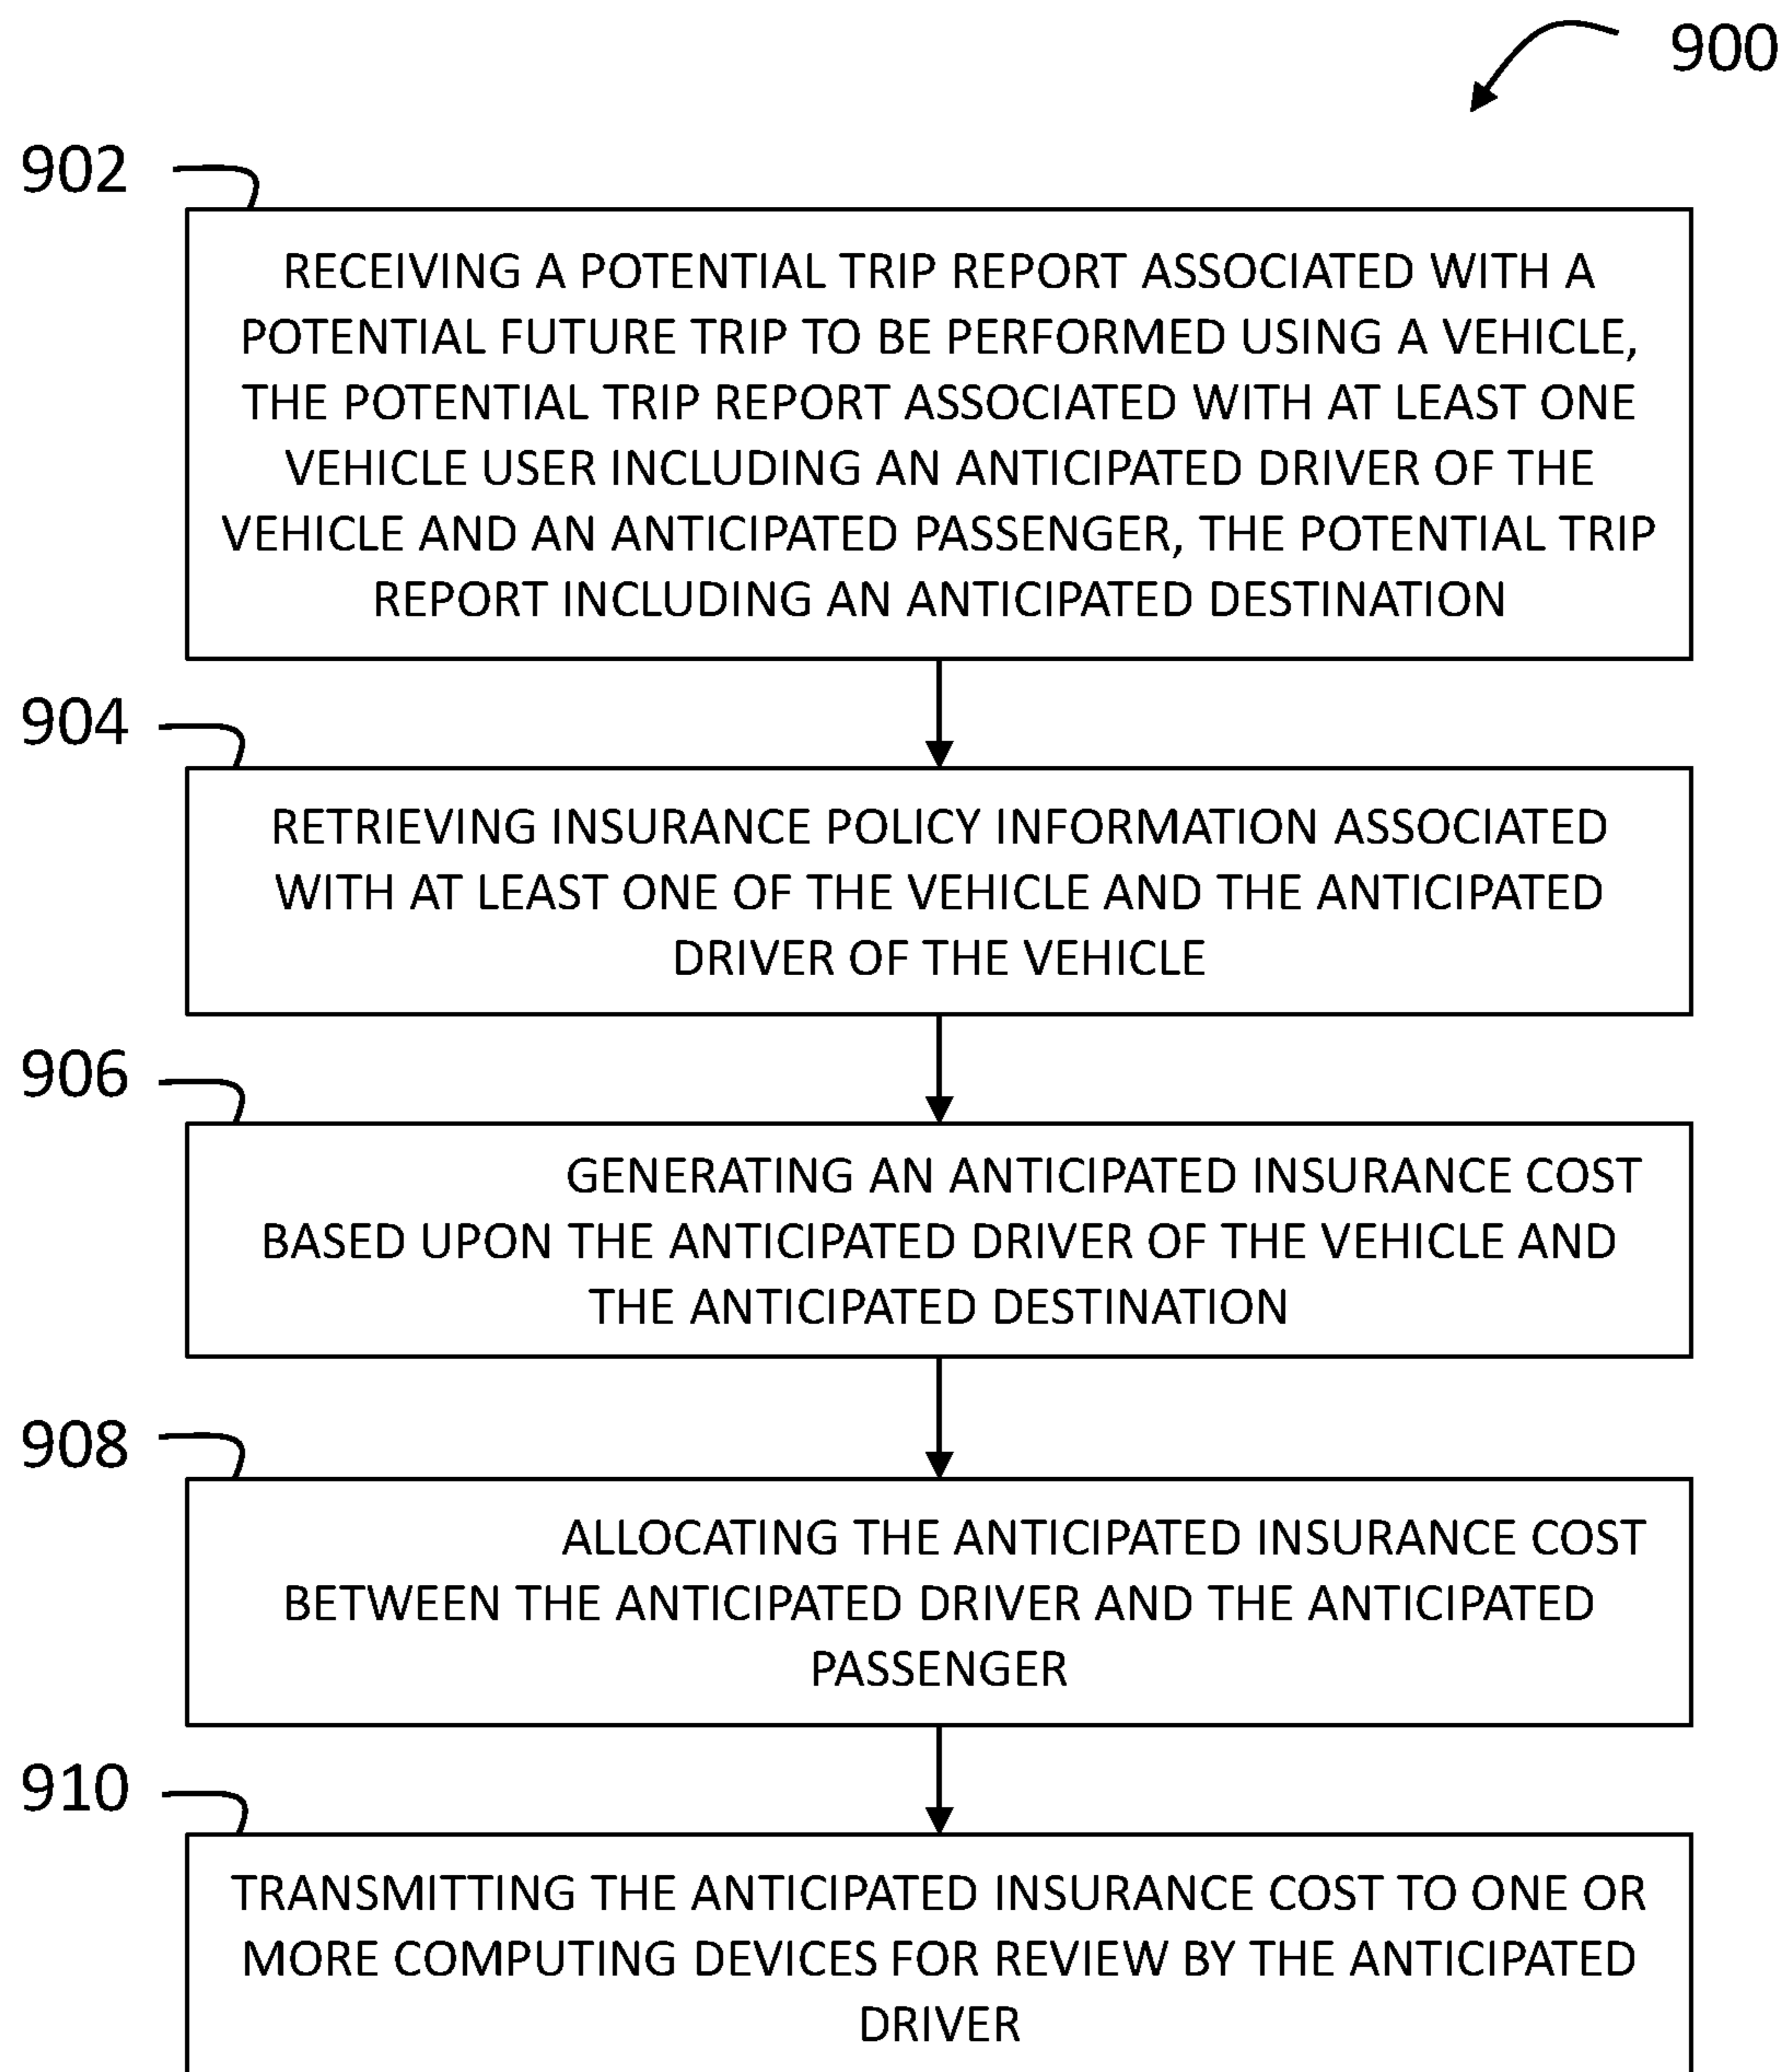 900
902
RECEIVING A POTENTIAL TRIP REPORT ASSOCIATED WITH A
POTENTIAL FUTURE TRIP TO BE PERFORMED USING A VEHICLE,
THE POTENTIAL TRIP REPORT ASSOCIATED WITH AT LEAST ONE
VEHICLE USER INCLUDING AN ANTICIPATED DRIVER OF THE
VEHICLE AND AN ANTICIPATED PASSENGER, THE POTENTIAL TRIP
REPORT INCLUDING AN ANTICIPATED DESTINATION
904
RETRIEVING INSURANCE POLICY INFORMATION ASSOCIATED
WITH AT LEAST ONE OF THE VEHICLE AND THE ANTICIPATED
DRIVER OF THE VEHICLE
906
GENERATING AN ANTICIPATED INSURANCE COST
BASED UPON THE ANTICIPATED DRIVER OF THE VEHICLE AND
THE ANTICIPATED DESTINATION
908
ALLOCATING THE ANTICIPATED INSURANCE COST
BETWEEN THE ANTICIPATED DRIVER AND THE ANTICIPATED
PASSENGER
910
TRANSMITTING THE ANTICIPATED INSURANCE COST TO ONE OR
MORE COMPUTING DEVICES FOR REVIEW BY THE ANTICIPATED
DRIVER